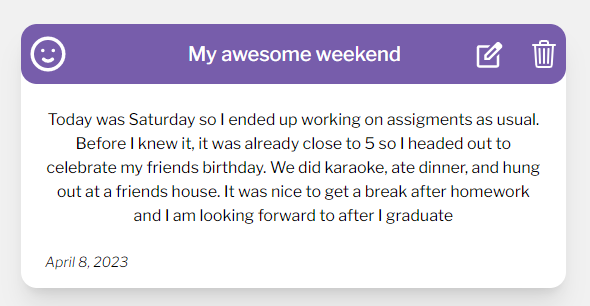 My awesome weekend
Today was Saturday so I ended up working on assigments as usual.
Before I knew it, it was already close to 5 so I headed out to
celebrate my friends birthday. We did karaoke, ate dinner, and hung
out at a friends house. It was nice to get a break after homework
and I am looking forward to after I graduate
April 8, 2023